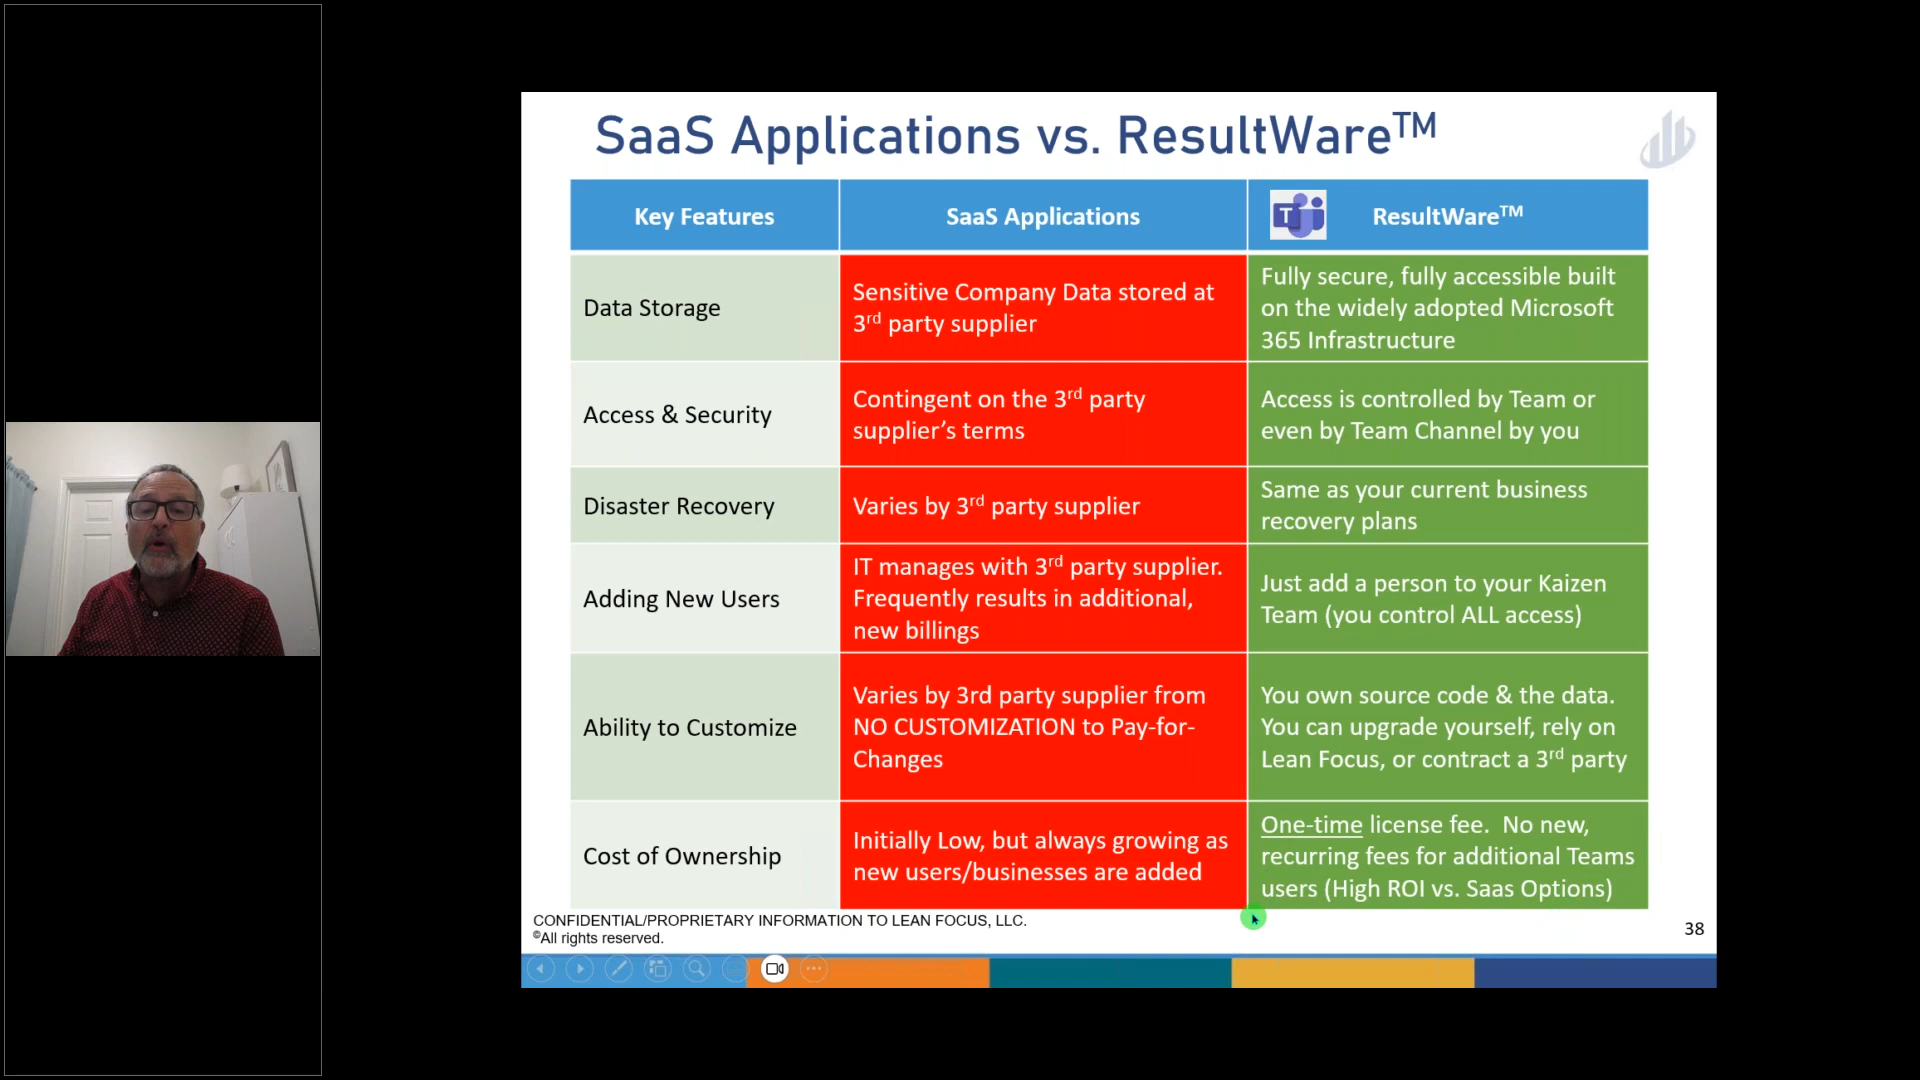 SaaS Applications vs. ResultWare™
Key Features
SaaS Applications
T
ResultWare™
Data Storage
Sensitive Company Data stored at
3rd party supplier
Fully secure, fully accessible built
on the widely adopted Microsoft
365 Infrastructure
Access & Security
Contingent on the 3rd party
supplier’s terms
Access is controlled by Team or
even by Team Channel by you
Disaster Recovery
Varies by 3rd party supplier
Same as your current business
recovery plans
Adding New Users
IT manages with 3rd party supplier.
Frequently results in additional,
new billings
Just add a person to your Kaizen
Team (you control ALL access)
Ability to Customize
Varies by 3rd party supplier from
NO CUSTOMIZATION to Pay-for-
Changes
You own source code & the data.
You can upgrade yourself, rely on
Lean Focus, or contract a 3rd party
Cost of Ownership
Initially Low, but always growing as
new users/businesses are added
One-time license fee.  No new,
recurring fees for additional Teams
users (High ROI vs. Saas Options)
CONFIDENTIAL/PROPRIETARY INFORMATION TO LEAN FOCUS, LLC.
©All rights reserved.
38